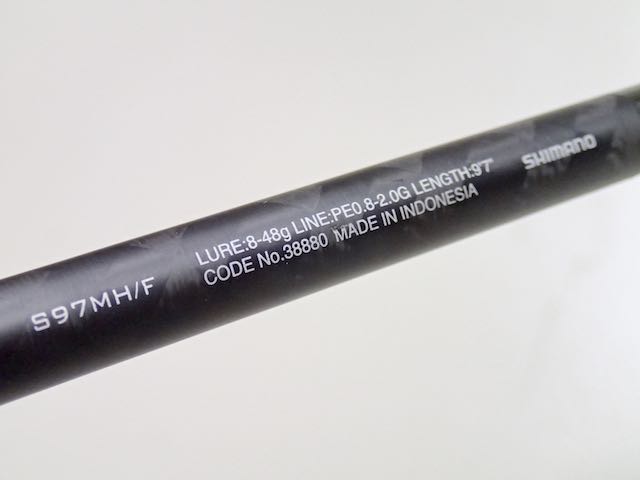 S97MH/F
LURE:8-48g LINE:PE0.8-2.0G LENGTH:9'7"
CODE No.38880 MADE IN INDONESIA
SHIMANO